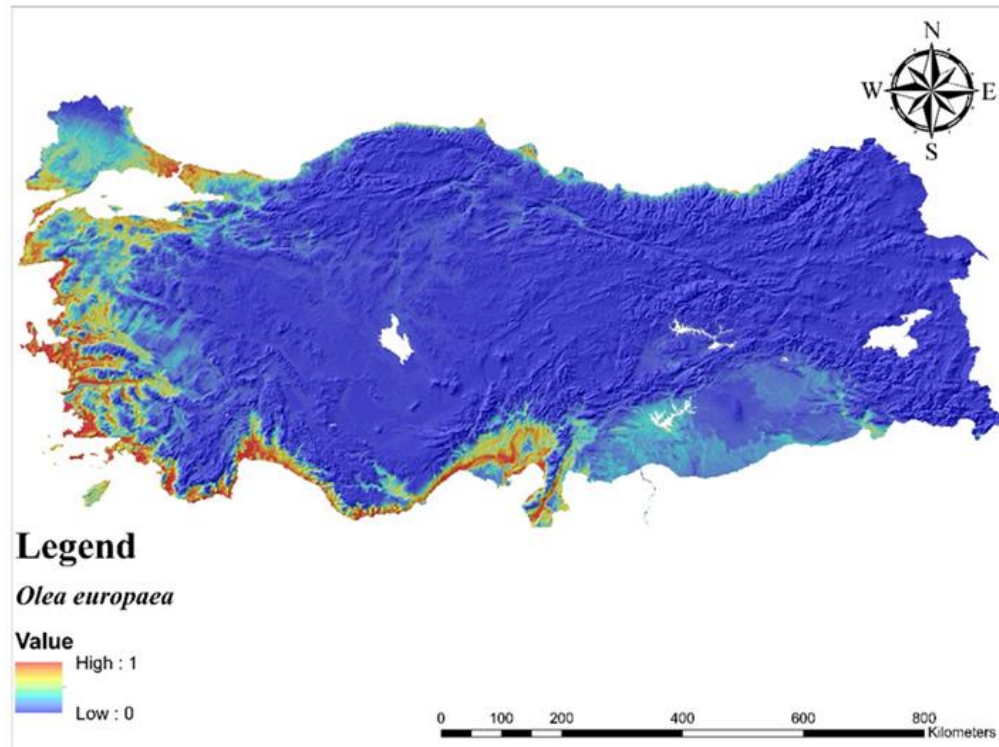 N
W E
S
Legend
Olea europaea
Value
High : 1
Low : 0
0 100 200 400 600 800
Kilometers